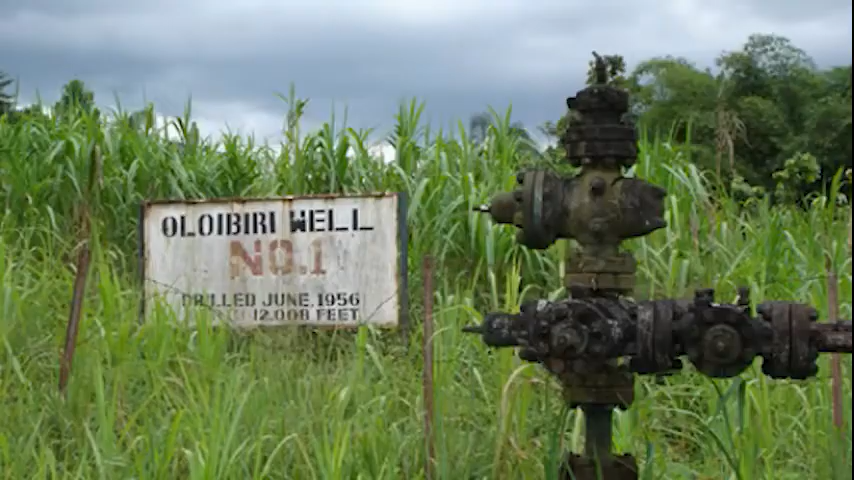 OLOIBIRI WELL
NO.1
DRILLED JUNE.1956
12.008 FEET